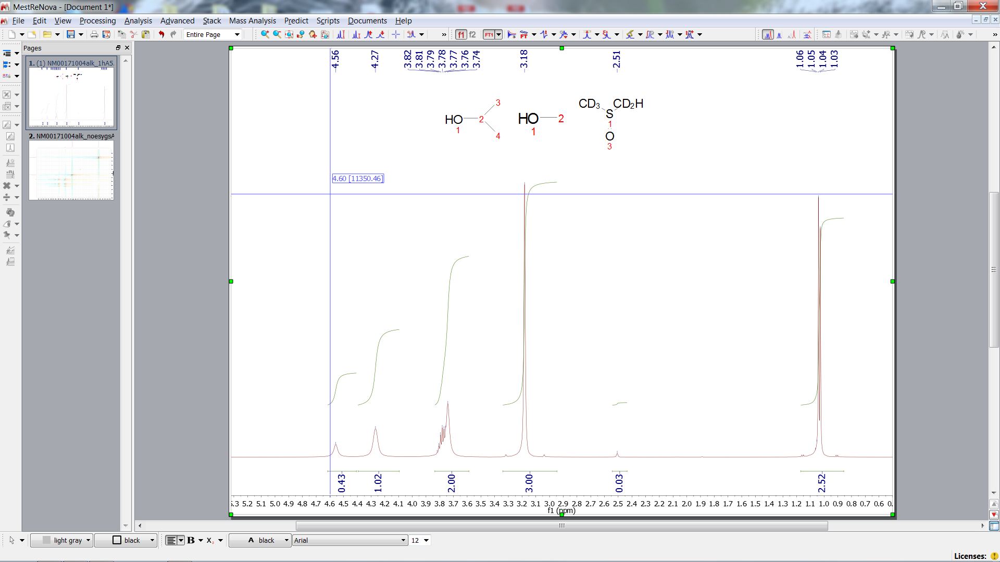 MestReNova - [Document 1*]
File Edit View Processing Analysis Advanced Stack Mass Analysis Predict Scripts Documents Help
Entire Page
» f1 f2 FT1 FT »
Pages
1. (1) NM00171004alk_1hA5.
2. NM00171004alk_noesygsA
4.56 4.27 3.82 3.81 3.79 3.78 3.77 3.76 3.74 3.18 2.51 1.06 1.05 1.04 1.03
HO 1 2 3 4
HO 1 2
CD3 CD2H
S
1
O
3
4.60 [11350.46]
0.43 1.02 2.00 3.00 0.03 2.52
5.3 5.2 5.1 5.0 4.9 4.8 4.7 4.6 4.5 4.4 4.3 4.2 4.1 4.0 3.9 3.8 3.7 3.6 3.5 3.4 3.3 3.2 3.1 3.0 2.9 2.8 2.7 2.6 2.5 2.4 2.3 2.2 2.1 2.0 1.9 1.8 1.7 1.6 1.5 1.4 1.3 1.2 1.1 1.0 0.9 0.8 0.7 0.6 0.
f1 (ppm)
light gray black B X2 A black Arial 12
Licenses: